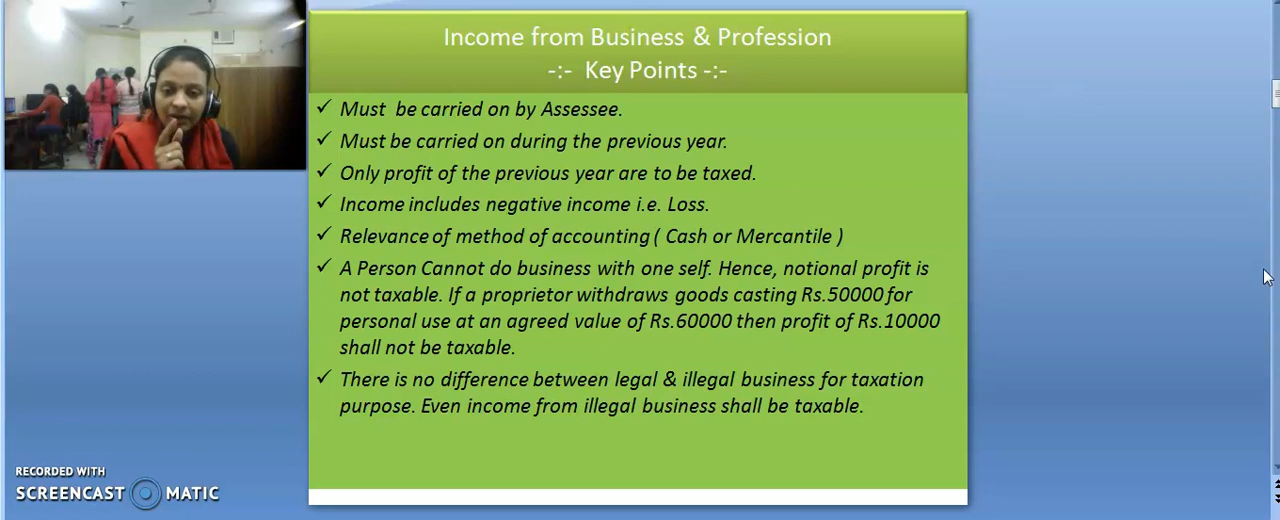 Income from Business & Profession
-:- Key Points -:-
✓ Must be carried on by Assessee.
✓ Must be carried on during the previous year.
✓ Only profit of the previous year are to be taxed.
✓ Income includes negative income i.e. Loss.
✓ Relevance of method of accounting ( Cash or Mercantile )
✓ A Person Cannot do business with one self. Hence, notional profit is
not taxable. If a proprietor withdraws goods casting Rs.50000 for
personal use at an agreed value of Rs.60000 then profit of Rs.10000
shall not be taxable.
✓ There is no difference between legal & illegal business for taxation
purpose. Even income from illegal business shall be taxable.
RECORDED WITH
SCREENCAST MATIC